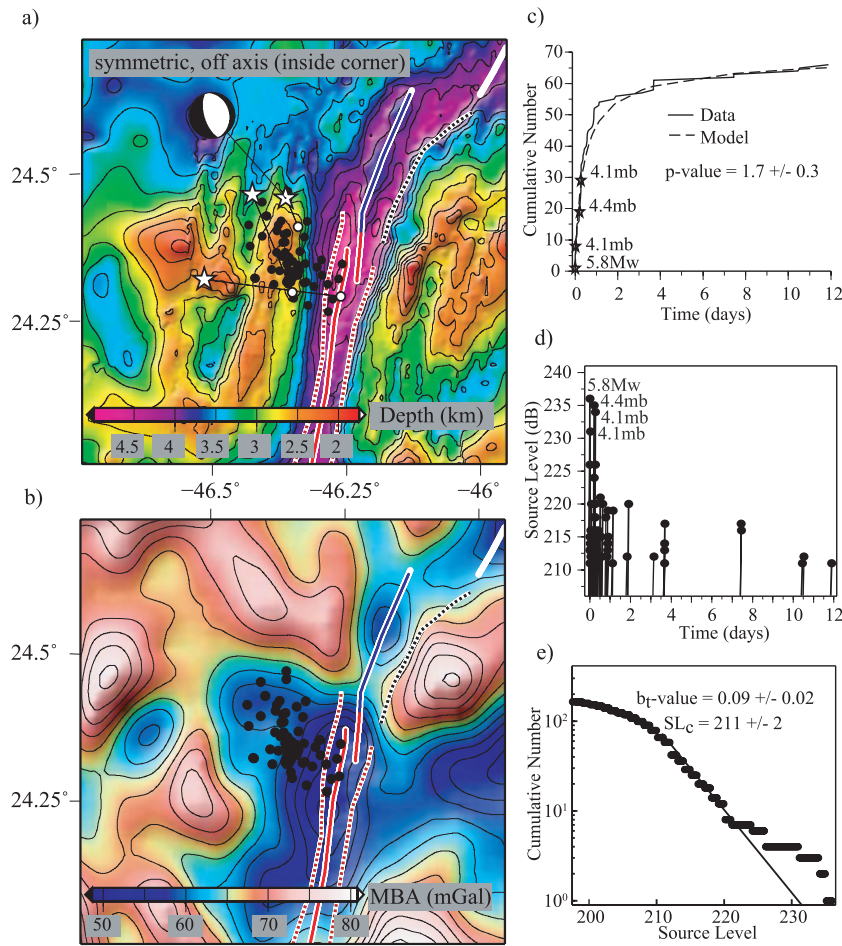 a)
symmetric, off axis (inside corner)
24.5°
24.25°
Depth (km)
4.5 4 3.5 3 2.5 2
−46.5 −46.25 −46°
b)
24.5°
24.25°
MBA (mGal)
50 60 70 80
c)
Cumulative Number
70
60
50
40
30
20
10
0
Data
Model
p-value = 1.7 +/- 0.3
4.1mb
4.4mb
4.1mb
5.8Mw
0 2 4 6 8 10 12
Time (days)
d)
Source Level (dB)
240
235
230
225
220
215
210
5.8Mw
4.4mb
4.1mb
4.1mb
0 2 4 6 8 10 12
Time (days)
e)
Cumulative Number
10²
10¹
10⁰
bt-value = 0.09 +/- 0.02
SLc = 211 +/- 2
200 210 220 230
Source Level